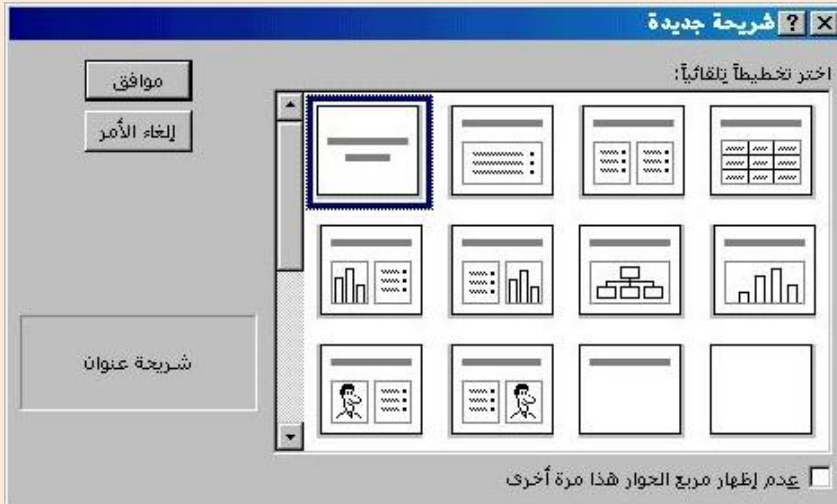 شريحة جديدة
اختر تخطيطاً تلقائياً:
موافق
إلغاء الأمر
شريحة عنوان
عدم إظهار مربع الحوار هذا مرة أخرى